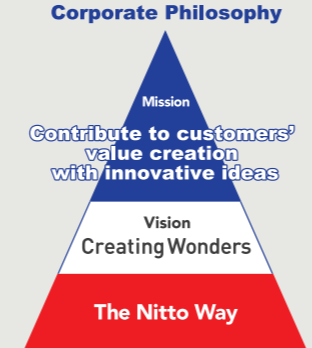 Corporate Philosophy
Mission
Contribute to customers’
value creation
with innovative ideas
Vision
Creating Wonders
The Nitto Way